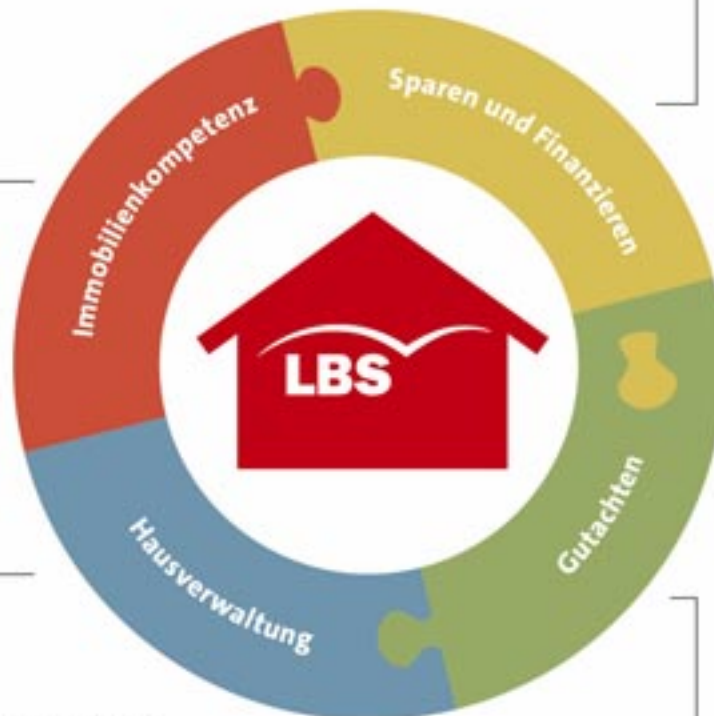 Immobilienkompetenz
Sparen und Finanzieren
LBS
Gutachten
Hausverwaltung